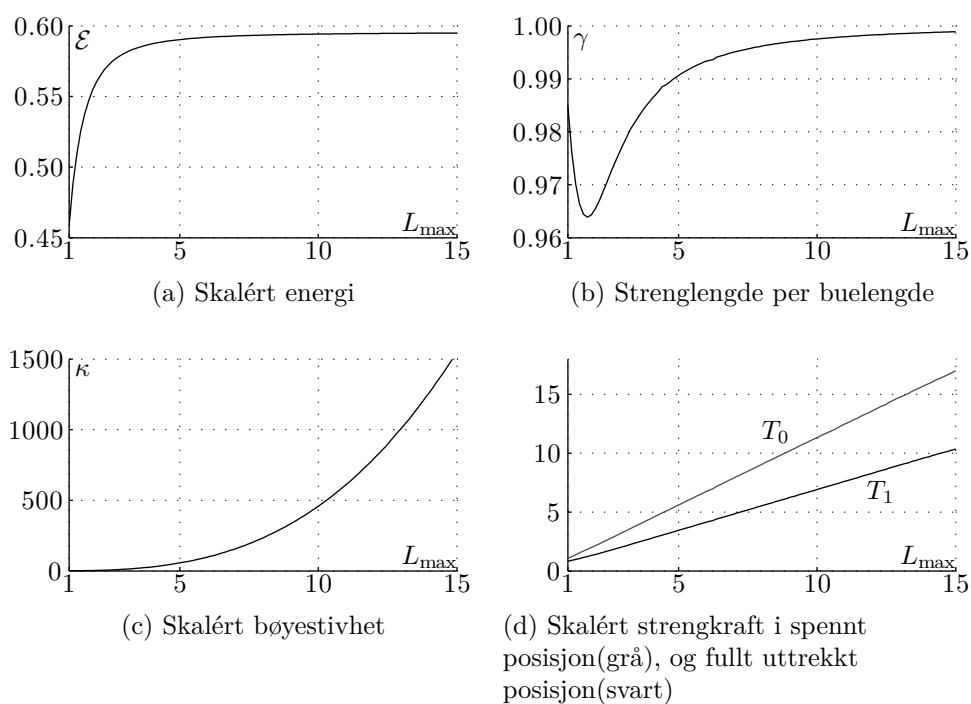 0.60
ℰ
0.55
0.50
0.45
1
5
10
15
L_max
(a) Skalért energi
1.00
γ
0.99
0.98
0.97
0.96
1
5
10
15
L_max
(b) Strenglengde per buelengde
1500
κ
1000
500
0
1
5
10
15
L_max
(c) Skalért bøyestivhet
15
10
5
0
T_0
T_1
1
5
10
15
L_max
(d) Skalért strengkraft i spennt
posisjon(grå), og fullt uttrekkt
posisjon(svart)